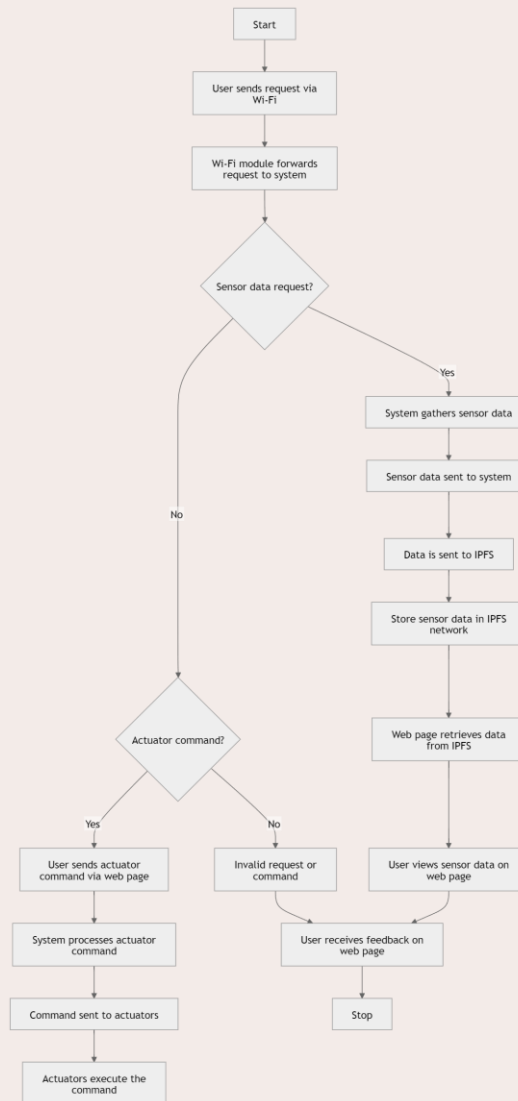 Start
User sends request via
Wi-Fi
Wi-Fi module forwards
request to system
Sensor data request?
Yes
System gathers sensor data
Sensor data sent to system
No
Data is sent to IPFS
Store sensor data in IPFS
network
Actuator command?
Web page retrieves data
from IPFS
Yes
No
User sends actuator
command via web page
Invalid request or
command
User views sensor data on
web page
System processes actuator
command
User receives feedback on
web page
Command sent to actuators
Stop
Actuators execute the
command